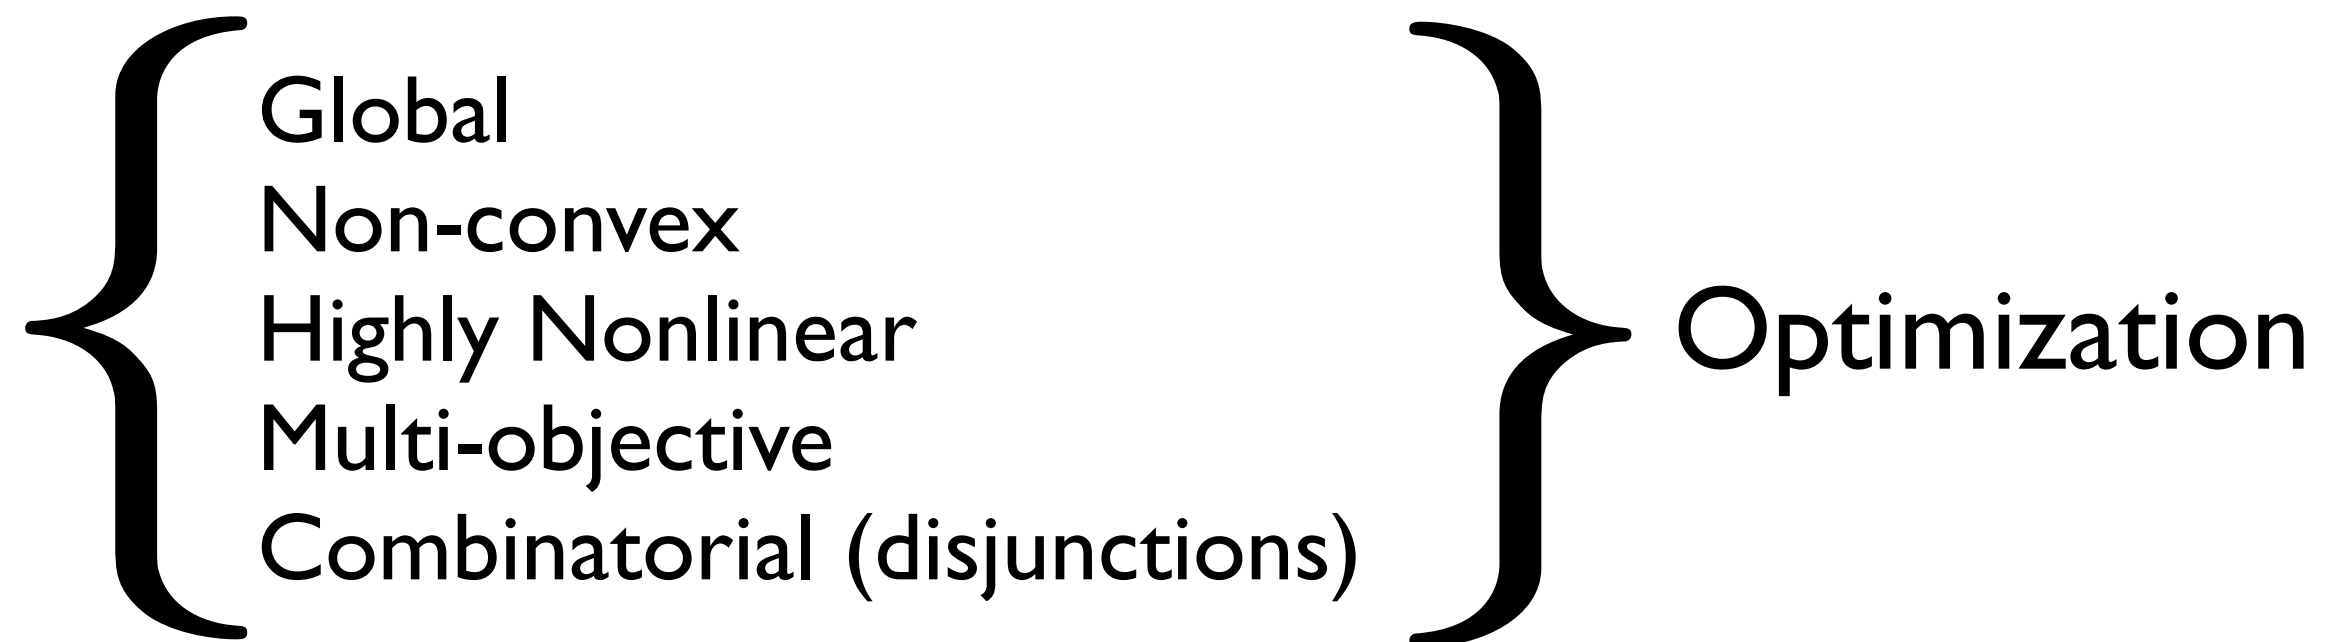 Global
Non-convex
Highly Nonlinear
Multi-objective
Combinatorial (disjunctions)
Optimization